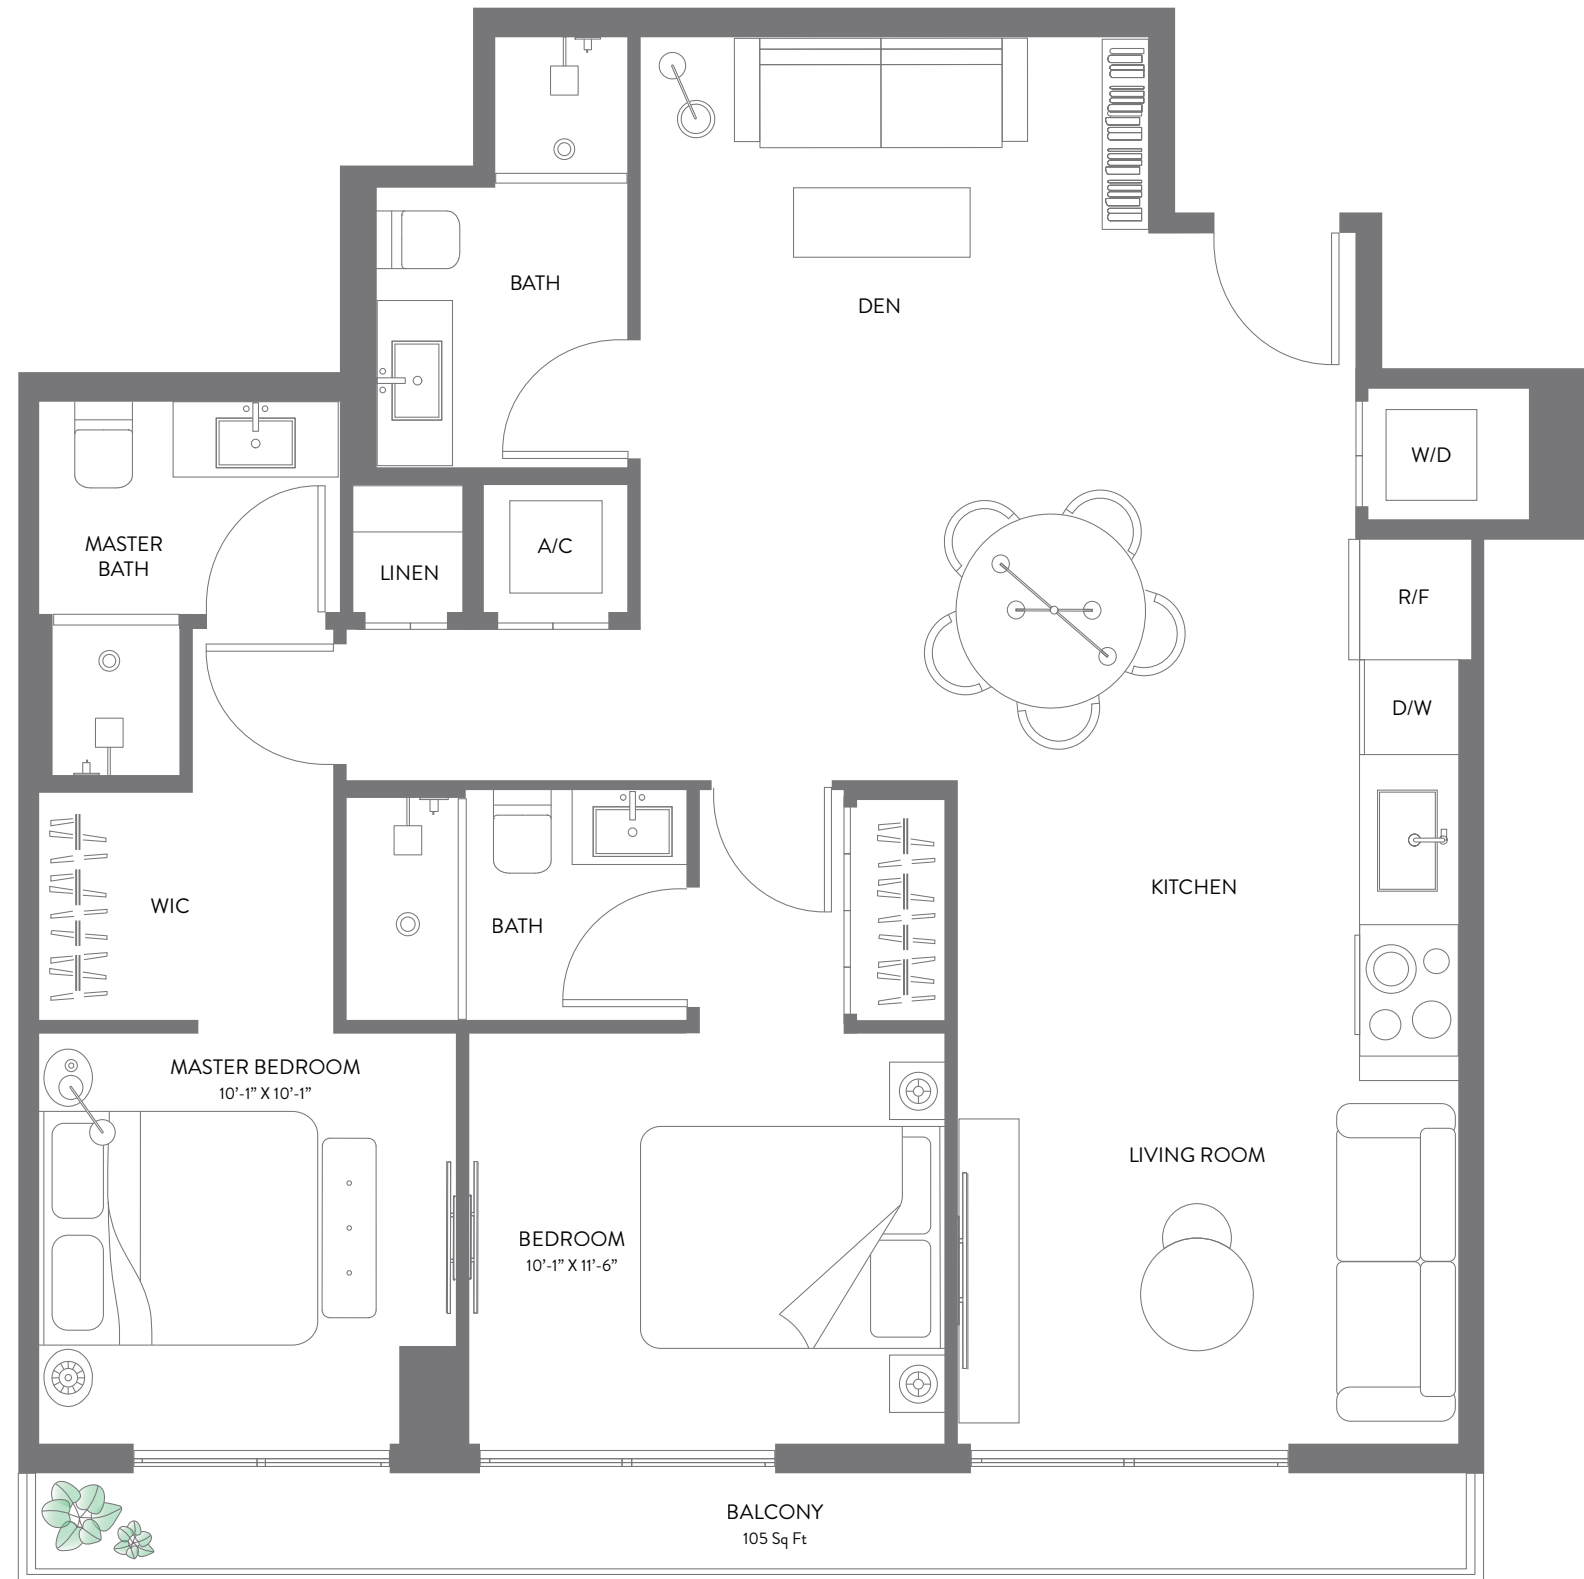 BATH
DEN
W/D
MASTER
BATH
LINEN
A/C
R/F
D/W
KITCHEN
WIC
BATH
MASTER BEDROOM
10’-1” X 10’-1”
LIVING ROOM
BEDROOM
10’-1” X 11’-6”
BALCONY
105 Sq Ft